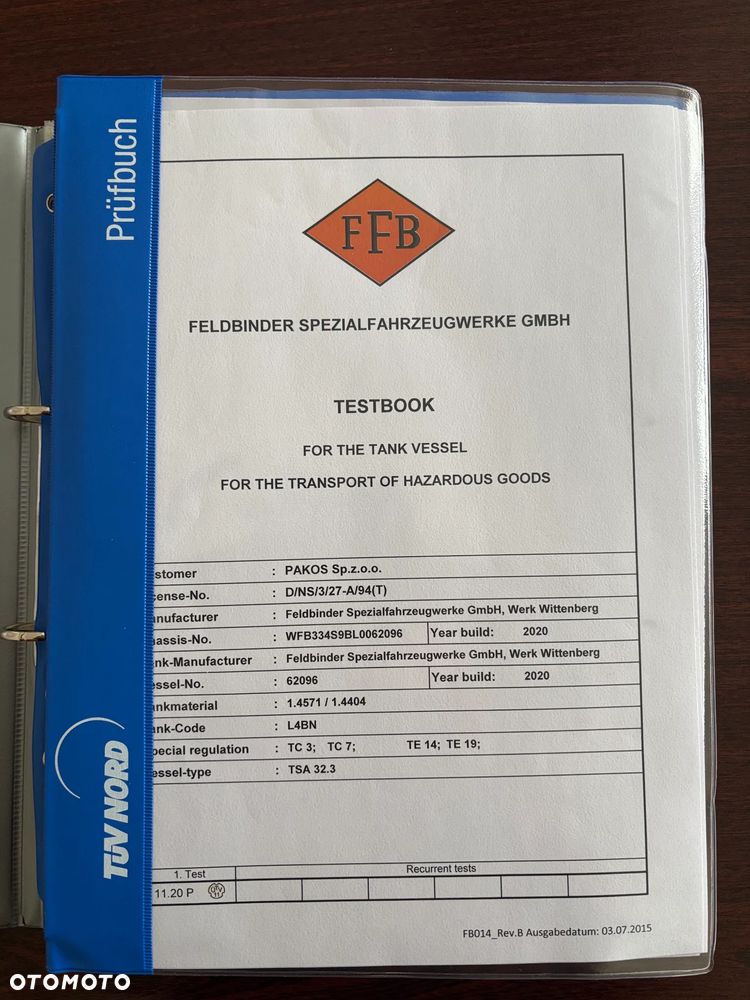 Prüfbuch
FFB
FELDBINDER SPEZIALFAHRZEUGWERKE GMBH
TESTBOOK
FOR THE TANK VESSEL
FOR THE TRANSPORT OF HAZARDOUS GOODS
stomer : PAKOS Sp.z.o.o.
cense-No. : D/NS/3/27-A/94(T)
anufacturer : Feldbinder Spezialfahrzeugwerke GmbH, Werk Wittenberg
hassis-No. : WFB334S9BL0062096 Year build: 2020
nk-Manufacturer : Feldbinder Spezialfahrzeugwerke GmbH, Werk Wittenberg
essel-No. : 62096 Year build: 2020
nkmaterial : 1.4571 / 1.4404
nk-Code : L4BN
pecial regulation : TC 3; TC 7; TE 14; TE 19;
essel-type : TSA 32.3
1. Test Recurrent tests
11.20 P
FB014_Rev.B Ausgabedatum: 03.07.2015
TÜV NORD
OTOMOTO